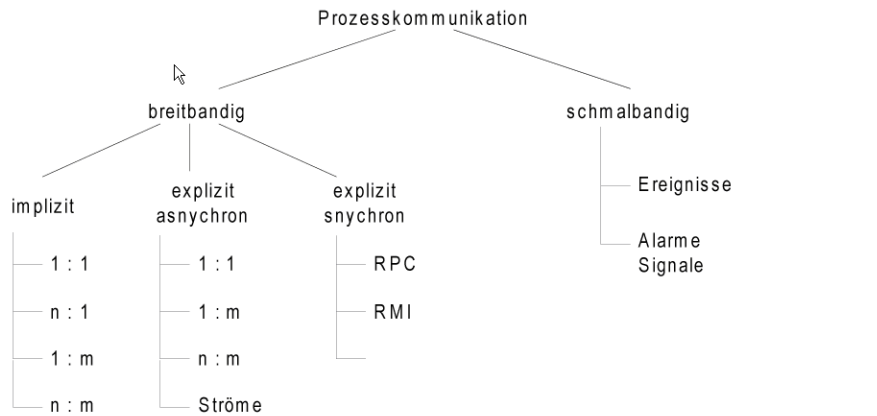 Prozesskommunikation
breitbandig
schmalbandig
implizit
1 : 1
n : 1
1 : m
n : m
explizit
asnychron
1 : 1
1 : m
n : m
Ströme
explizit
snychron
RPC
RMI
Ereignisse
Alarme
Signale